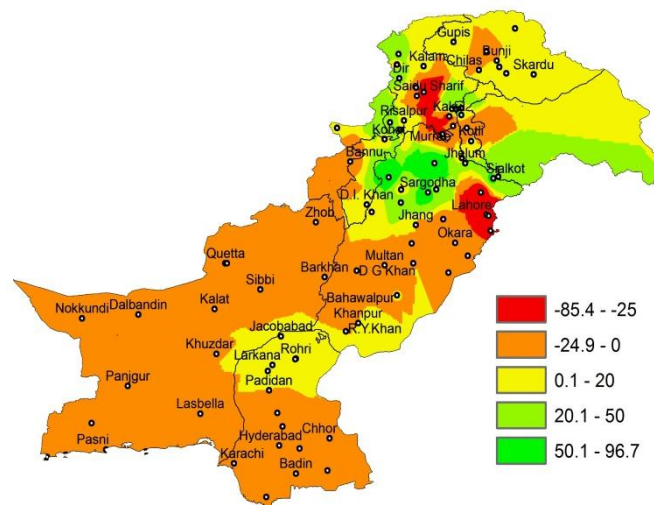 Gupis
Bunji
Kalam
Chilas
Dir
Skardu
Saidu Sharif
Risalpur
Murree
Kotli
Bannu
Jhelum
Sialkot
Sargodha
D.I. Khan
Lahore
Zhob
Jhang
Okara
Quetta
Multan
Barkhan
D G Khan
Sibbi
Bahawalpur
Nokkundi
Dalbandin
Kalat
Khanpur
Jacobabad
R.Y.Khan
Khuzdar
Larkana
Rohri
Panjgur
Padidan
Lasbella
Pasni
Hyderabad
Chhor
Karachi
Badin
-85.4 - -25
-24.9 - 0
0.1 - 20
20.1 - 50
50.1 - 96.7